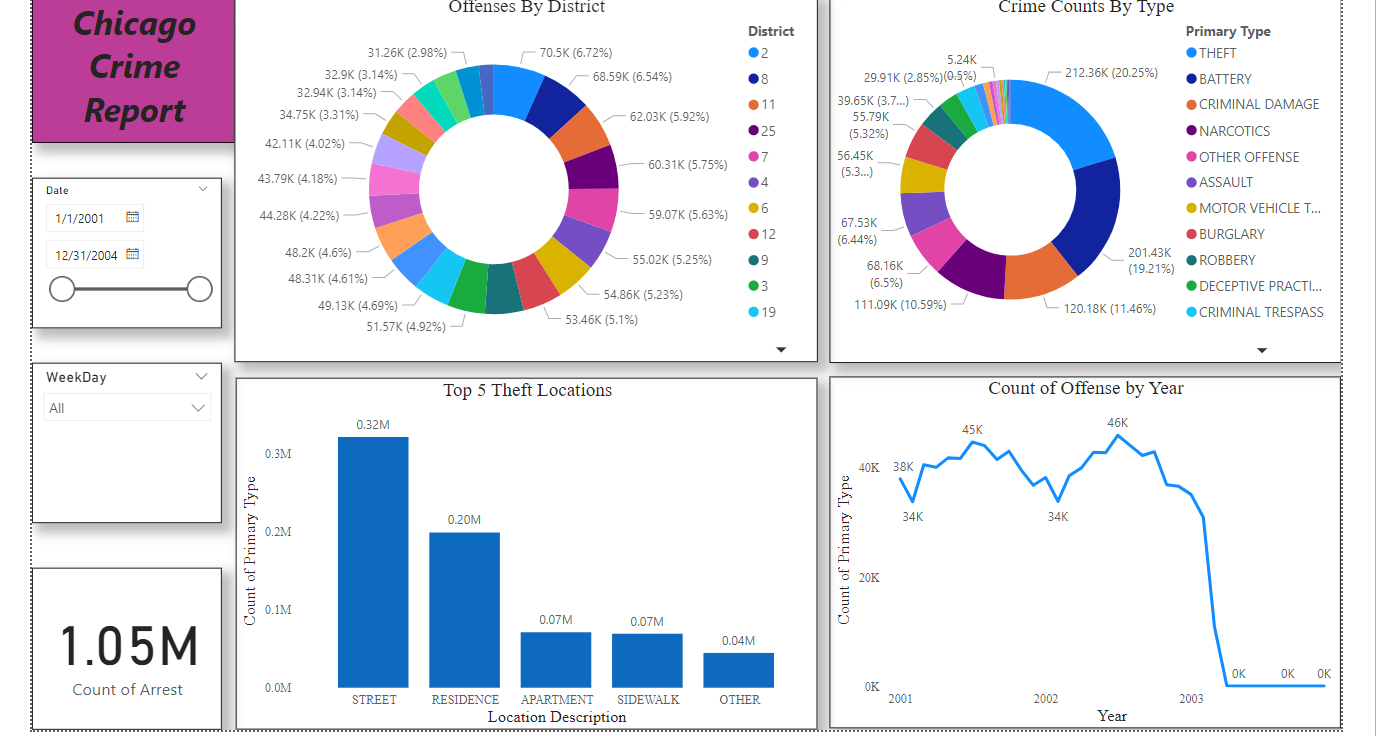 Chicago
Crime
Report
Date
1/1/2001
12/31/2004
WeekDay
All
1.05M
Count of Arrest
Offenses By District
70.5K (6.72%)
68.59K (6.54%)
62.03K (5.92%)
60.31K (5.75%)
59.07K (5.63%)
55.02K (5.25%)
54.86K (5.23%)
53.46K (5.1%)
51.57K (4.92%)
49.13K (4.69%)
48.31K (4.61%)
48.2K (4.6%)
44.28K (4.22%)
43.79K (4.18%)
42.11K (4.02%)
34.75K (3.31%)
32.94K (3.14%)
32.9K (3.14%)
31.26K (2.98%)
District
2
8
11
25
7
4
6
12
9
3
19
Crime Counts By Type
212.36K (20.25%)
201.43K
(19.21%)
120.18K (11.46%)
111.09K (10.59%)
68.16K
(6.5%)
67.53K
(6.44%)
56.45K
(5.3...)
55.79K
(5.32%)
39.65K (3.7...)
29.91K (2.85%)
5.24K
(0.5%)
Primary Type
THEFT
BATTERY
CRIMINAL DAMAGE
NARCOTICS
OTHER OFFENSE
ASSAULT
MOTOR VEHICLE T...
BURGLARY
ROBBERY
DECEPTIVE PRACTI...
CRIMINAL TRESPASS
Top 5 Theft Locations
Count of Primary Type
0.3M
0.2M
0.1M
0.0M
0.32M
0.20M
0.07M
0.07M
0.04M
STREET
RESIDENCE
APARTMENT
SIDEWALK
OTHER
Location Description
Count of Offense by Year
Count of Primary Type
40K
20K
0K
38K
34K
45K
34K
46K
0K
0K
0K
2001
2002
2003
Year